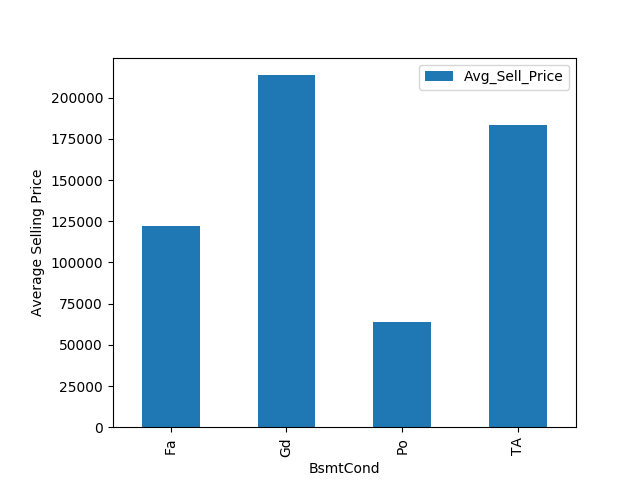 Avg_Sell_Price
Average Selling Price
200000
175000
150000
125000
100000
75000
50000
25000
0
Fa
Gd
Po
TA
BsmtCond